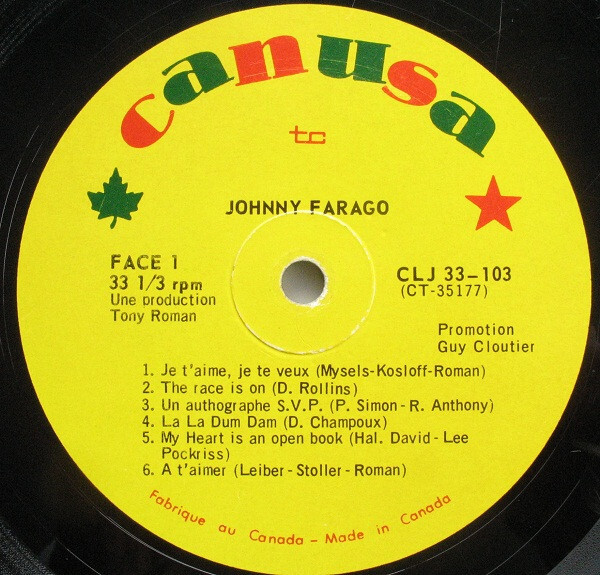 canusa
tc
JOHNNY FARAGO
FACE 1
33 1/3 rpm
Une production
Tony Roman
CLJ 33-103
(CT-35177)
Promotion
Guy Cloutier
1. Je t'aime, je te veux (Mysels-Kosloff-Roman)
2. The race is on (D. Rollins)
3. Un authographe S.V.P. (P. Simon - R. Anthony)
4. La La Dum Dam (D. Champoux)
5. My Heart is an open book (Hal. David - Lee
Pockriss)
6. A t'aimer (Leiber - Stoller - Roman)
Fabrique au Canada - Made in Canada